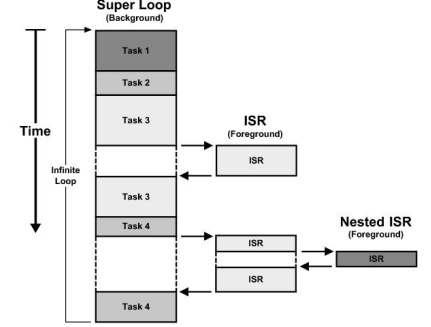 Super Loop
(Background)
Task 1
Task 2
Task 3
Time
ISR
(Foreground)
ISR
Infinite
Loop
Task 3
Task 4
Nested ISR
(Foreground)
ISR
ISR
ISR
Task 4